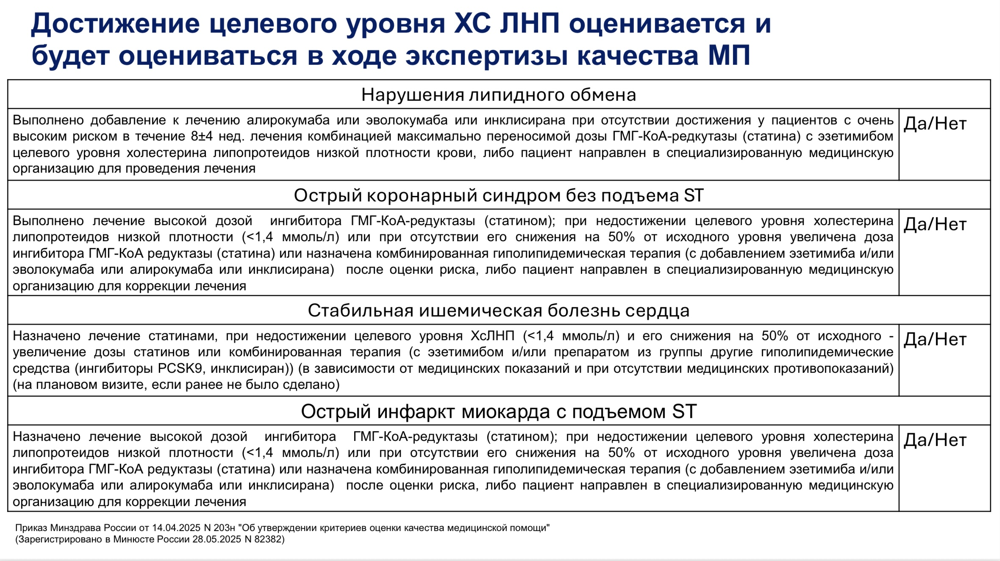 Достижение целевого уровня ХС ЛНП оценивается и
будет оцениваться в ходе экспертизы качества МП
Нарушения липидного обмена
Выполнено добавление к лечению алирокумаба или эволокумаба или инклисирана при отсутствии достижения у пациентов с очень
высоким риском в течение 8±4 нед. лечения комбинацией максимально переносимой дозы ГМГ-КоА-редкутазы (статина) с эзетимибом
целевого уровня холестерина липопротеидов низкой плотности крови, либо пациент направлен в специализированную медицинскую
организацию для проведения лечения
Да/Нет
Острый коронарный синдром без подъема ST
Выполнено лечение высокой дозой ингибитора ГМГ-КоА-редуктазы (статином); при недостижении целевого уровня холестерина
липопротеидов низкой плотности (<1,4 ммоль/л) или при отсутствии его снижения на 50% от исходного уровня увеличена доза
ингибитора ГМГ-КоА редуктазы (статина) или назначена комбинированная гиполипидемическая терапия (с добавлением эзетимиба и/или
эволокумаба или алирокумаба или инклисирана) после оценки риска, либо пациент направлен в специализированную медицинскую
организацию для коррекции лечения
Да/Нет
Стабильная ишемическая болезнь сердца
Назначено лечение статинами, при недостижении целевого уровня ХсЛНП (<1,4 ммоль/л) и его снижения на 50% от исходного -
увеличение дозы статинов или комбинированная терапия (с эзетимибом и/или препаратом из группы другие гиполипидемические
средства (ингибиторы PCSK9, инклисиран)) (в зависимости от медицинских показаний и при отсутствии медицинских противопоказаний)
(на плановом визите, если ранее не было сделано)
Да/Нет
Острый инфаркт миокарда с подъемом ST
Назначено лечение высокой дозой ингибитора ГМГ-КоА-редуктазы (статином); при недостижении целевого уровня холестерина
липопротеидов низкой плотности (<1,4 ммоль/л) или при отсутствии его снижения на 50% от исходного уровня увеличена доза
ингибитора ГМГ-КоА редуктазы (статина) или назначена комбинированная гиполипидемическая терапия (с добавлением эзетимиба и/или
эволокумаба или алирокумаба или инклисирана) после оценки риска, либо пациент направлен в специализированную медицинскую
организацию для коррекции лечения
Да/Нет
Приказ Минздрава России от 14.04.2025 N 203н "Об утверждении критериев оценки качества медицинской помощи"
(Зарегистрировано в Минюсте России 28.05.2025 N 82382)